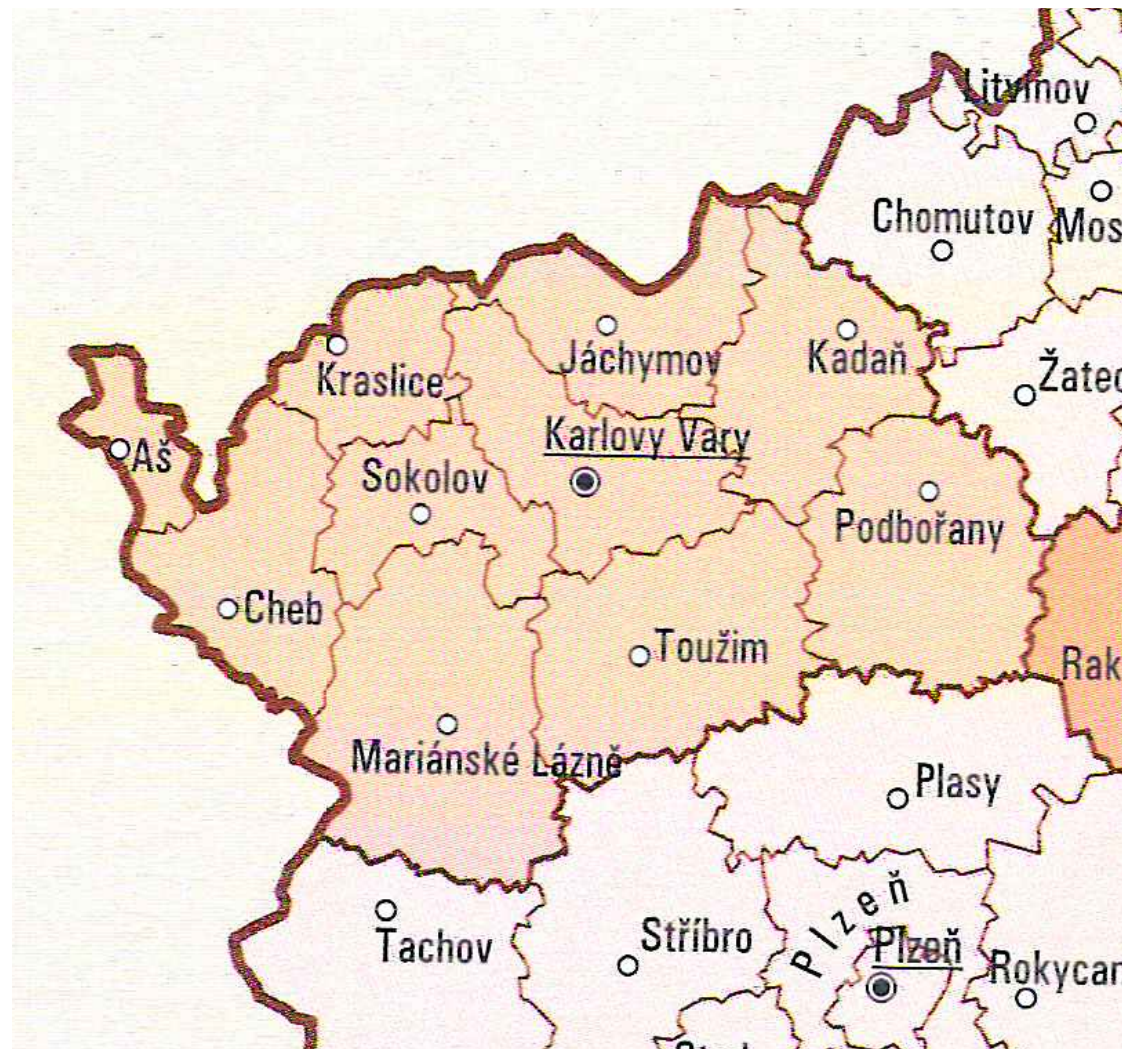 Litvínov
Chomutov
Mos
Kraslice
Jáchymov
Kadaň
Žatec
Aš
Karlovy Vary
Sokolov
Podbořany
Cheb
Toužim
Rak
Mariánské Lázně
Plasy
Plzeň
Tachov
Stříbro
Plzeň
Rokycan